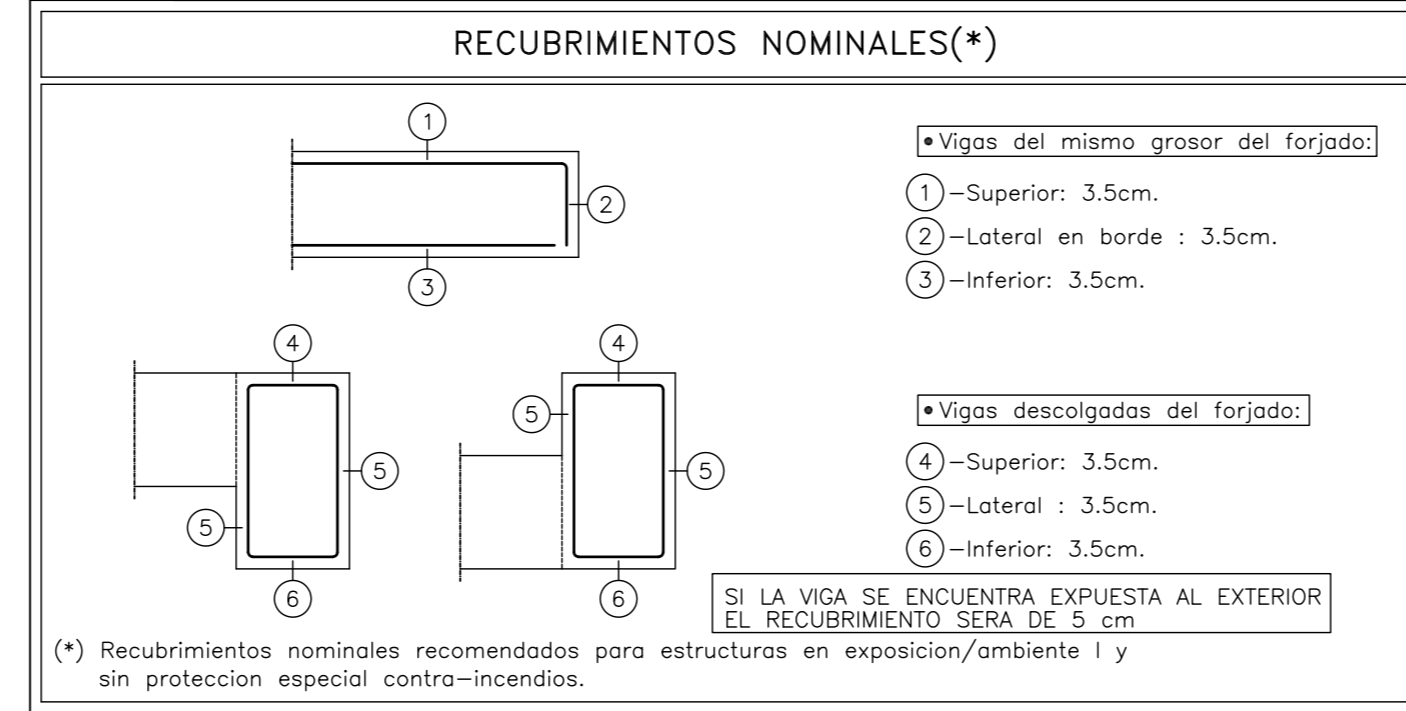 RECUBRIMIENTOS NOMINALES(*)
1
2
3
• Vigas del mismo grosor del forjado:
1 -Superior: 3.5cm.
2 -Lateral en borde : 3.5cm.
3 -Inferior: 3.5cm.
4
5
5
6
4
5
5
6
• Vigas descolgadas del forjado:
4 -Superior: 3.5cm.
5 -Lateral : 3.5cm.
6 -Inferior: 3.5cm.
SI LA VIGA SE ENCUENTRA EXPUESTA AL EXTERIOR
EL RECUBRIMIENTO SERA DE 5 cm
(*) Recubrimientos nominales recomendados para estructuras en exposicion/ambiente I y
sin proteccion especial contra-incendios.